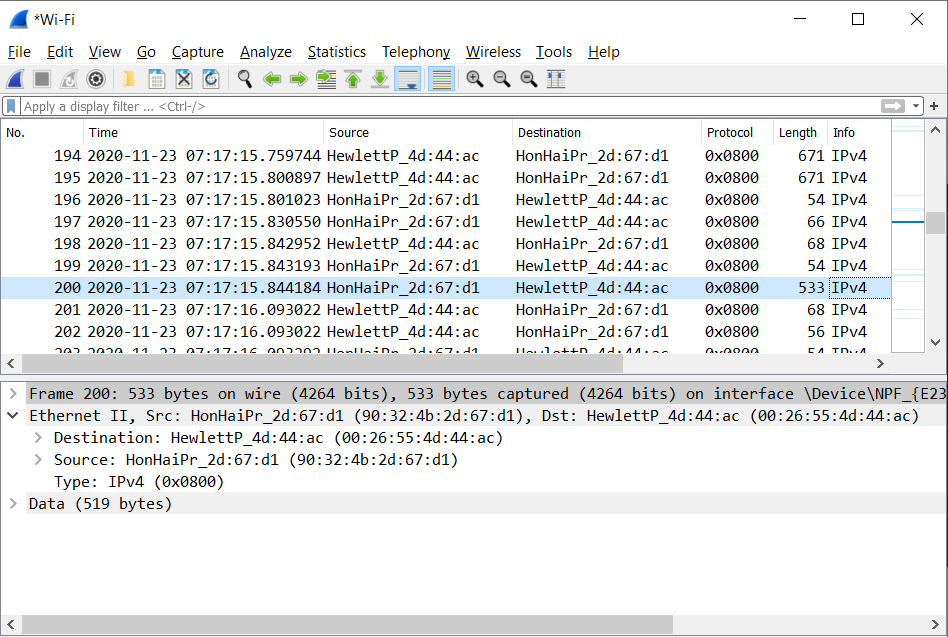 *Wi-Fi
File Edit View Go Capture Analyze Statistics Telephony Wireless Tools Help
Apply a display filter ... <Ctrl-/>
No. Time Source Destination Protocol Length Info
194 2020-11-23 07:17:15.759744 HewlettP_4d:44:ac HonHaiPr_2d:67:d1 0x0800 671 IPv4
195 2020-11-23 07:17:15.800897 HewlettP_4d:44:ac HonHaiPr_2d:67:d1 0x0800 671 IPv4
196 2020-11-23 07:17:15.801023 HonHaiPr_2d:67:d1 HewlettP_4d:44:ac 0x0800 54 IPv4
197 2020-11-23 07:17:15.830550 HonHaiPr_2d:67:d1 HewlettP_4d:44:ac 0x0800 66 IPv4
198 2020-11-23 07:17:15.842952 HewlettP_4d:44:ac HonHaiPr_2d:67:d1 0x0800 68 IPv4
199 2020-11-23 07:17:15.843193 HonHaiPr_2d:67:d1 HewlettP_4d:44:ac 0x0800 54 IPv4
200 2020-11-23 07:17:15.844184 HonHaiPr_2d:67:d1 HewlettP_4d:44:ac 0x0800 533 IPv4
201 2020-11-23 07:17:16.093022 HewlettP_4d:44:ac HonHaiPr_2d:67:d1 0x0800 68 IPv4
202 2020-11-23 07:17:16.093022 HewlettP_4d:44:ac HonHaiPr_2d:67:d1 0x0800 56 IPv4
Frame 200: 533 bytes on wire (4264 bits), 533 bytes captured (4264 bits) on interface \Device\NPF_{E23
Ethernet II, Src: HonHaiPr_2d:67:d1 (90:32:4b:2d:67:d1), Dst: HewlettP_4d:44:ac (00:26:55:4d:44:ac)
Destination: HewlettP_4d:44:ac (00:26:55:4d:44:ac)
Source: HonHaiPr_2d:67:d1 (90:32:4b:2d:67:d1)
Type: IPv4 (0x0800)
Data (519 bytes)